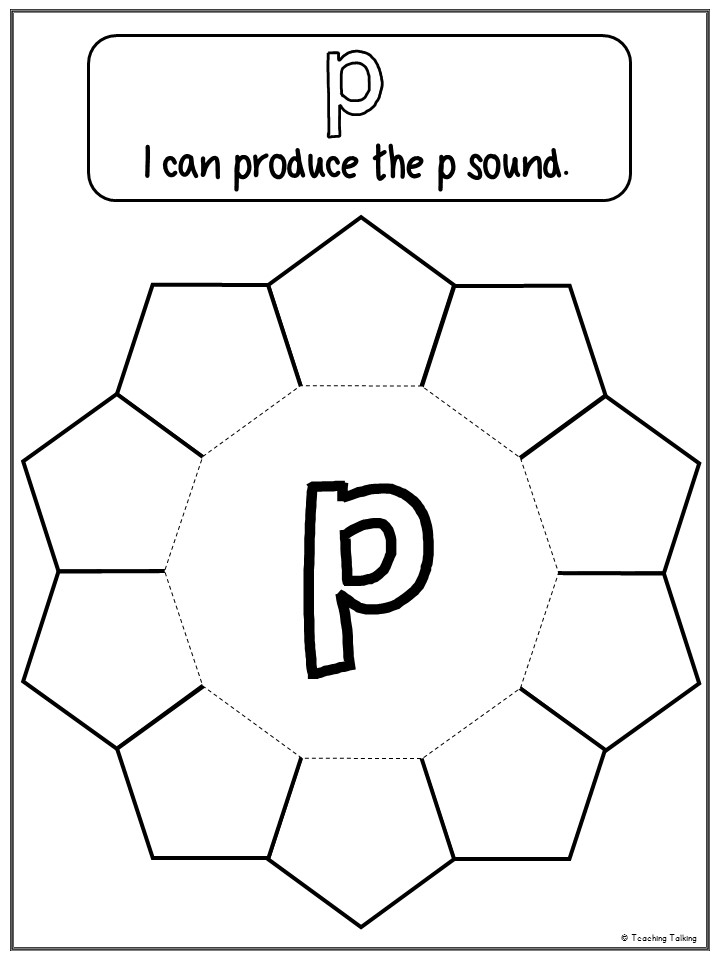 p
I can produce the p sound.
p
© Teaching Talking